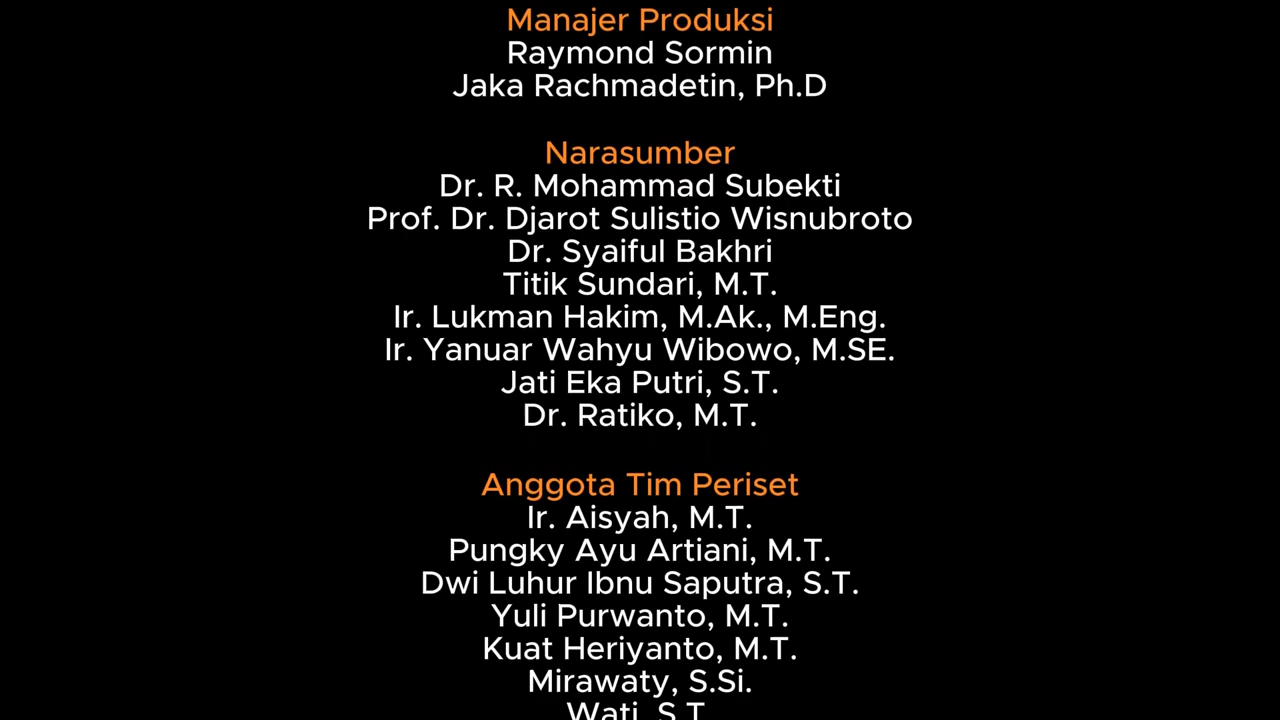 Manajer Produksi
Raymond Sormin
Jaka Rachmadetin, Ph.D
Narasumber
Dr. R. Mohammad Subekti
Prof. Dr. Djarot Sulistio Wisnubroto
Dr. Syaiful Bakhri
Titik Sundari, M.T.
Ir. Lukman Hakim, M.Ak., M.Eng.
Ir. Yanuar Wahyu Wibowo, M.SE.
Jati Eka Putri, S.T.
Dr. Ratiko, M.T.
Anggota Tim Periset
Ir. Aisyah, M.T.
Pungky Ayu Artiani, M.T.
Dwi Luhur Ibnu Saputra, S.T.
Yuli Purwanto, M.T.
Kuat Heriyanto, M.T.
Mirawaty, S.Si.
Wati, S.T.